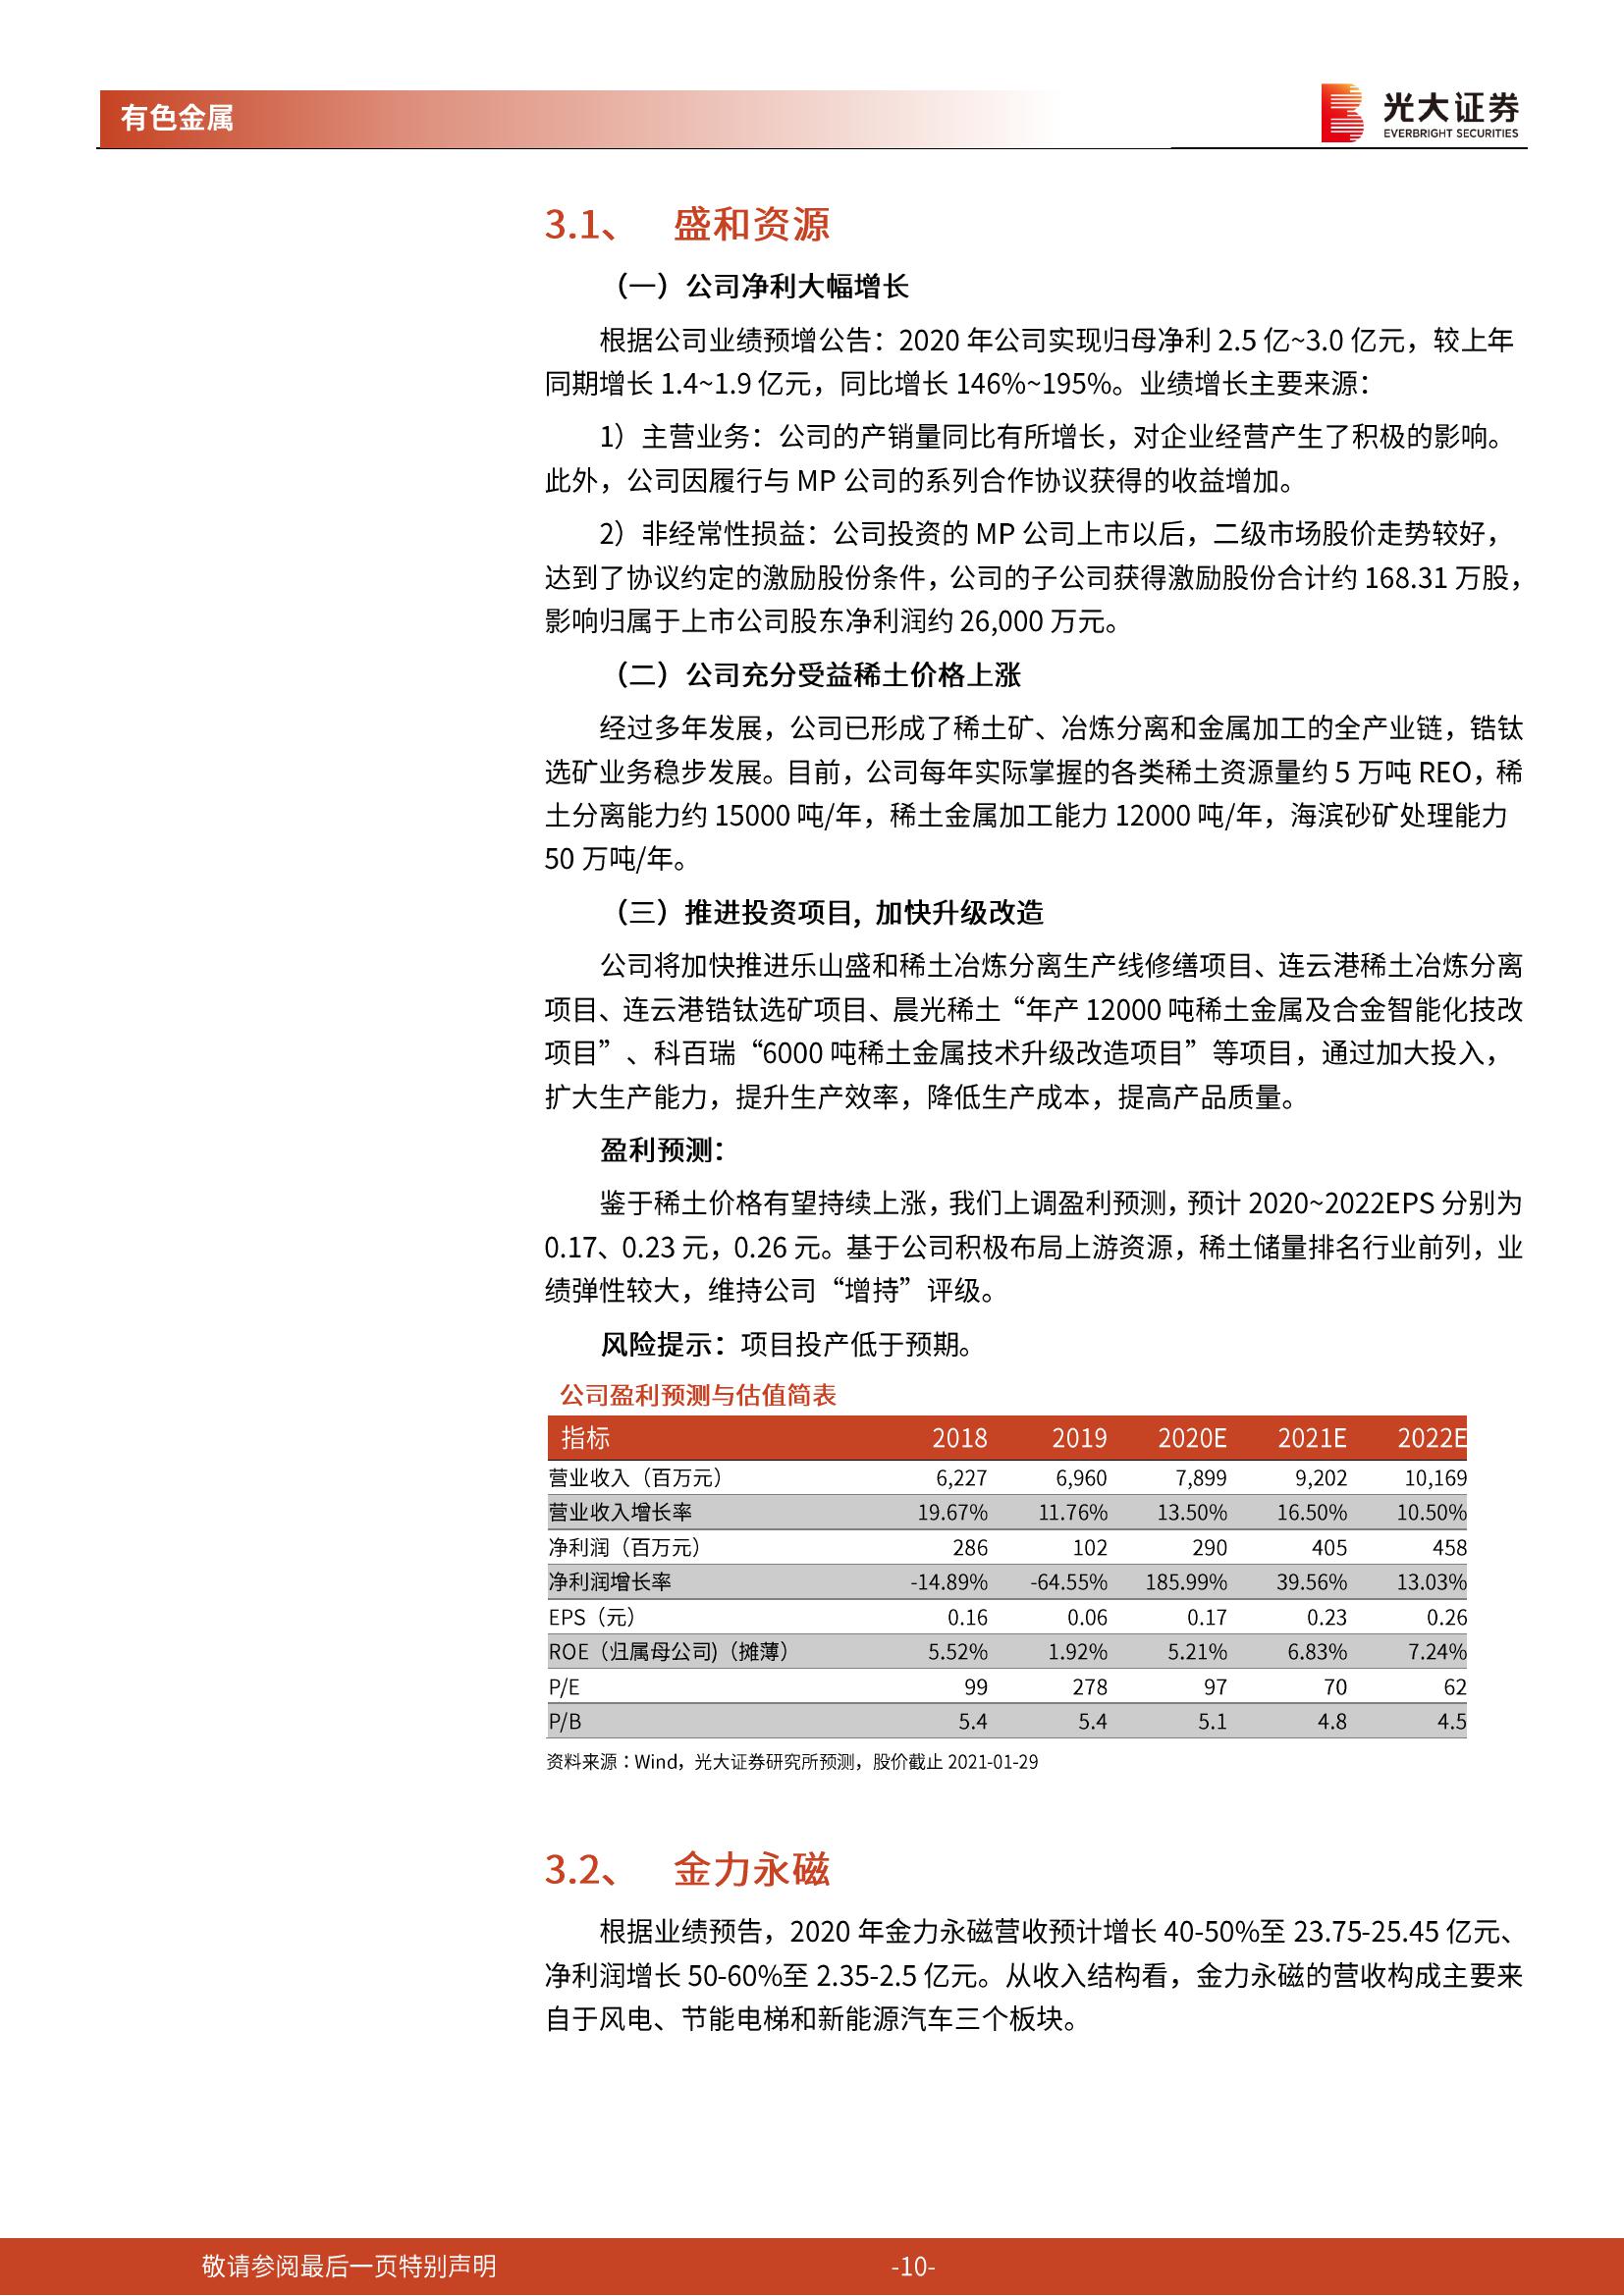 有色金属
光大证券
EVERBRIGHT SECURITIES
3.1、 盛和资源
（一）公司净利大幅增长
根据公司业绩预增公告：2020 年公司实现归母净利 2.5 亿~3.0 亿元，较上年
同期增长 1.4~1.9 亿元，同比增长 146%~195%。业绩增长主要来源：
1）主营业务：公司的产销量同比有所增长，对企业经营产生了积极的影响。
此外，公司因履行与 MP 公司的系列合作协议获得的收益增加。
2）非经常性损益：公司投资的 MP 公司上市以后，二级市场股价走势较好，
达到了协议约定的激励股份条件，公司的子公司获得激励股份合计约 168.31 万股，
影响归属于上市公司股东净利润约 26,000 万元。
（二）公司充分受益稀土价格上涨
经过多年发展，公司已形成了稀土矿、冶炼分离和金属加工的全产业链，锆钛
选矿业务稳步发展。目前，公司每年实际掌握的各类稀土资源量约 5 万吨 REO，稀
土分离能力约 15000 吨/年，稀土金属加工能力 12000 吨/年，海滨砂矿处理能力
50 万吨/年。
（三）推进投资项目, 加快升级改造
公司将加快推进乐山盛和稀土冶炼分离生产线修缮项目、连云港稀土冶炼分离
项目、连云港锆钛选矿项目、晨光稀土“年产 12000 吨稀土金属及合金智能化技改
项目”、科百瑞“6000 吨稀土金属技术升级改造项目”等项目，通过加大投入，
扩大生产能力，提升生产效率，降低生产成本，提高产品质量。
盈利预测：
鉴于稀土价格有望持续上涨，我们上调盈利预测，预计 2020~2022EPS 分别为
0.17、0.23 元，0.26 元。基于公司积极布局上游资源，稀土储量排名行业前列，业
绩弹性较大，维持公司“增持”评级。
风险提示：项目投产低于预期。
公司盈利预测与估值简表
指标 2018 2019 2020E 2021E 2022E
营业收入（百万元） 6,227 6,960 7,899 9,202 10,169
营业收入增长率 19.67% 11.76% 13.50% 16.50% 10.50%
净利润（百万元） 286 102 290 405 458
净利润增长率 -14.89% -64.55% 185.99% 39.56% 13.03%
EPS（元） 0.16 0.06 0.17 0.23 0.26
ROE（归属母公司)（摊薄） 5.52% 1.92% 5.21% 6.83% 7.24%
P/E 99 278 97 70 62
P/B 5.4 5.4 5.1 4.8 4.5
资料来源：Wind，光大证券研究所预测，股价截止 2021-01-29
3.2、 金力永磁
根据业绩预告，2020 年金力永磁营收预计增长 40-50%至 23.75-25.45 亿元、
净利润增长 50-60%至 2.35-2.5 亿元。从收入结构看，金力永磁的营收构成主要来
自于风电、节能电梯和新能源汽车三个板块。
敬请参阅最后一页特别声明 -10-